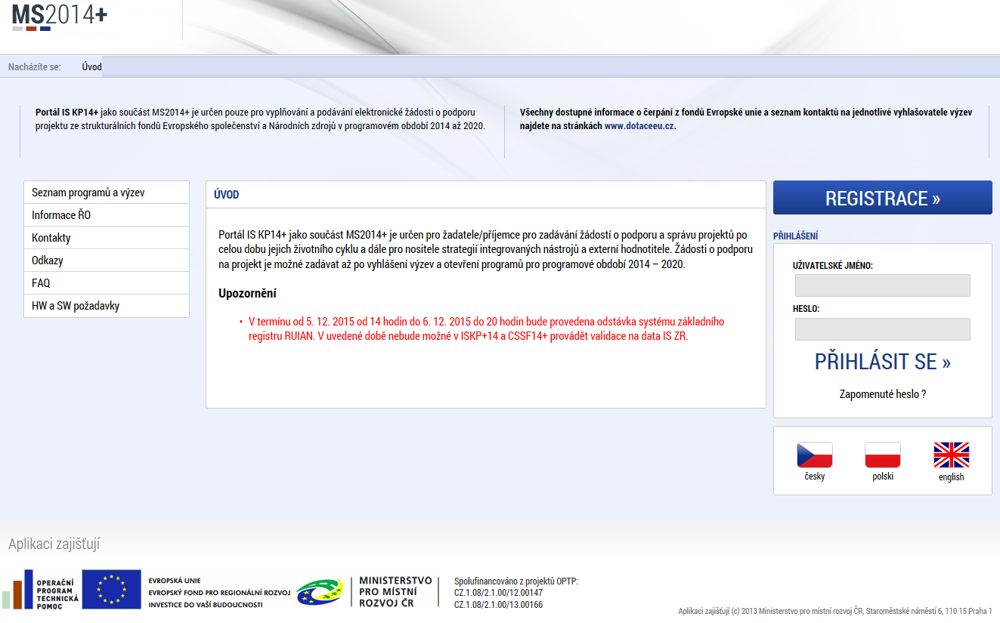 MS2014+
Nacházíte se: Úvod
Portál IS KP14+ jako součást MS2014+ je určen pouze pro vyplňování a podávání elektronické žádosti o podporu
projektu ze strukturálních fondů Evropského společenství a Národních zdrojů v programovém období 2014 až 2020.
Všechny dostupné informace o čerpání z fondů Evropské unie a seznam kontaktů na jednotlivé vyhlašovatele výzev
najdete na stránkách www.dotaceeu.cz.
Seznam programů a výzev
Informace ŘO
Kontakty
Odkazy
FAQ
HW a SW požadavky
ÚVOD
Portál IS KP14+ jako součást MS2014+ je určen pro žadatele/příjemce pro zadávání žádostí o podporu a správu projektů po
celou dobu jejich životního cyklu a dále pro nositele strategií integrovaných nástrojů a externí hodnotitele. Žádosti o podporu
na projekt je možné zadávat až po vyhlášení výzev a otevření programů pro programové období 2014 – 2020.
Upozornění
• V termínu od 5. 12. 2015 od 14 hodin do 6. 12. 2015 do 20 hodin bude provedena odstávka systému základního
registru RUIAN. V uvedené době nebude možné v ISKP+14 a CSSF14+ provádět validace na data IS ZR.
REGISTRACE »
PŘIHLÁŠENÍ
UŽIVATELSKÉ JMÉNO:
HESLO:
PŘIHLÁSIT SE »
Zapomenuté heslo ?
česky
polski
english
Aplikaci zajišťují
OPERAČNÍ
PROGRAM
TECHNICKÁ
POMOC
EVROPSKÁ UNIE
EVROPSKÝ FOND PRO REGIONÁLNÍ ROZVOJ
INVESTICE DO VAŠÍ BUDOUCNOSTI
MINISTERSTVO
PRO MÍSTNÍ
ROZVOJ ČR
Spolufinancováno z projektů OPTP:
CZ.1.08/2.1.00/12.00147
CZ.1.08/2.1.00/13.00166
Aplikaci zajišťují (c) 2013 Ministerstvo pro místní rozvoj ČR, Staroměstské náměstí 6, 110 15 Praha 1